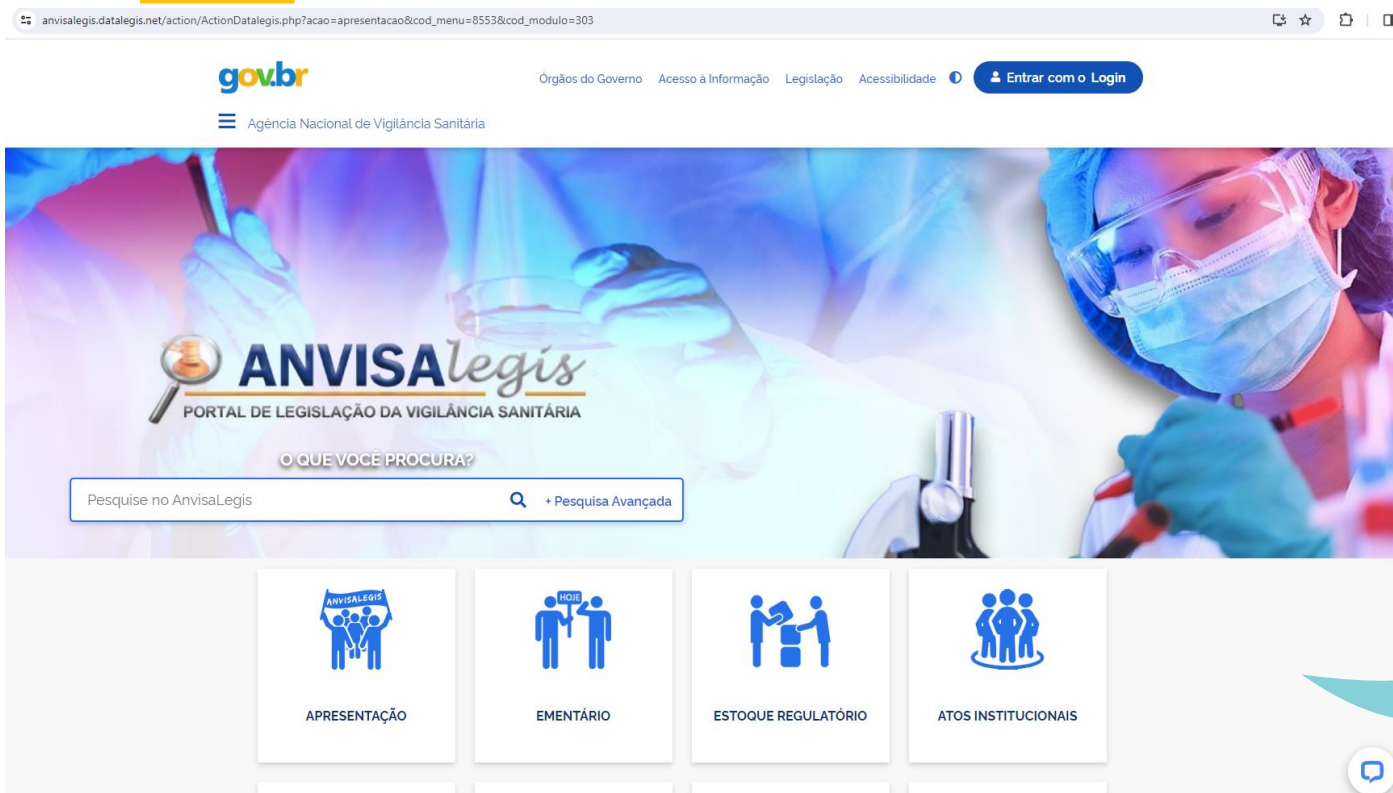 anvisalegis.datalegis.net/action/ActionDatalegis.php?acao=apresentacao&cod_menu=8553&cod_modulo=303
gov.br
Órgãos do Governo Acesso à Informação Legislação Acessibilidade Entrar com o Login
Agência Nacional de Vigilância Sanitária
ANVISAlegis
PORTAL DE LEGISLAÇÃO DA VIGILÂNCIA SANITÁRIA
O QUE VOCÊ PROCURA?
Pesquise no AnvisaLegis + Pesquisa Avançada
ANVISALEGIS HOJE
APRESENTAÇÃO EMENTÁRIO ESTOQUE REGULATÓRIO ATOS INSTITUCIONAIS